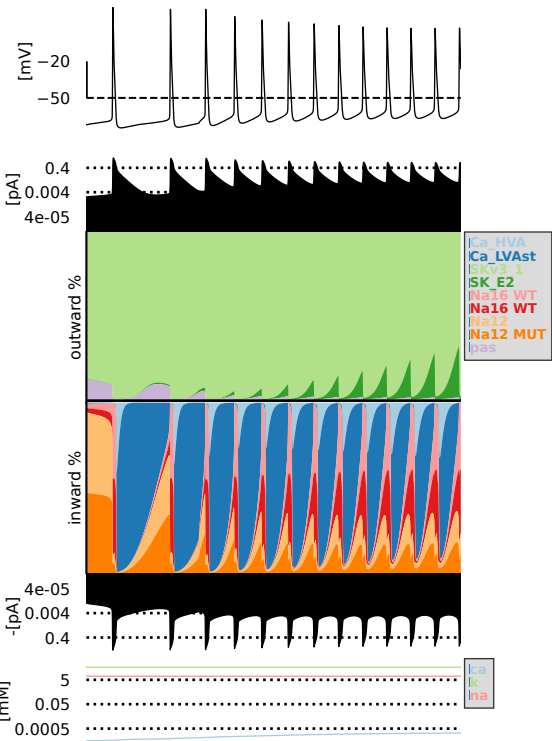 [mV]
−20
−50
[pA]
0.4
0.004
4e-05
outward %
Ca_HVA
Ca_LVAst
SKv3_1
SK_E2
Na16 WT
Na16 WT
Na12
Na12 MUT
pas
inward %
-[pA]
4e-05
0.004
0.4
[mM]
5
0.05
0.0005
ca
k
na